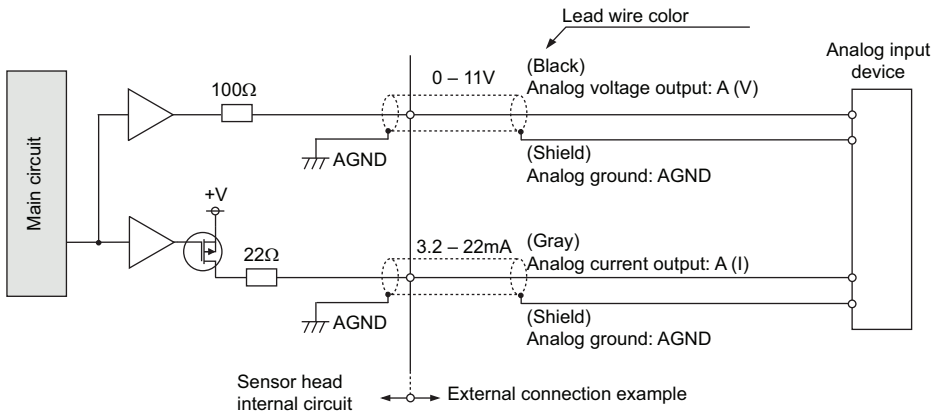 Lead wire color
(Black)
0 – 11V
Analog voltage output: A (V)
Analog input
device
100Ω
AGND
(Shield)
Analog ground: AGND
Main circuit
+V
22Ω
3.2 – 22mA
(Gray)
Analog current output: A (I)
AGND
(Shield)
Analog ground: AGND
Sensor head
internal circuit
External connection example